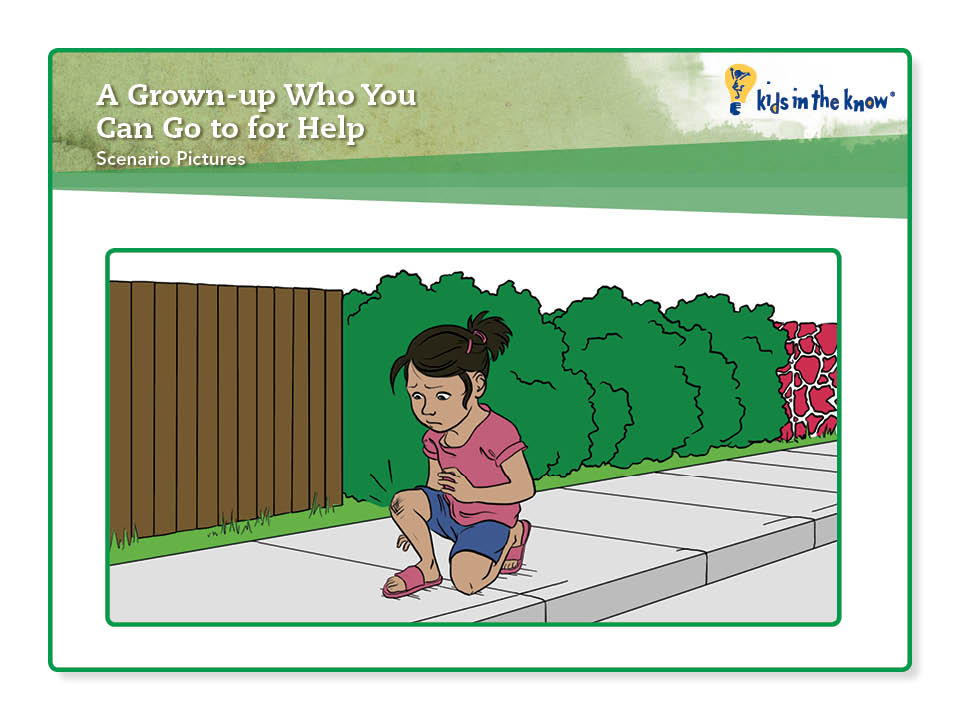 A Grown-up Who You
Can Go to for Help
Scenario Pictures
kids in the know®